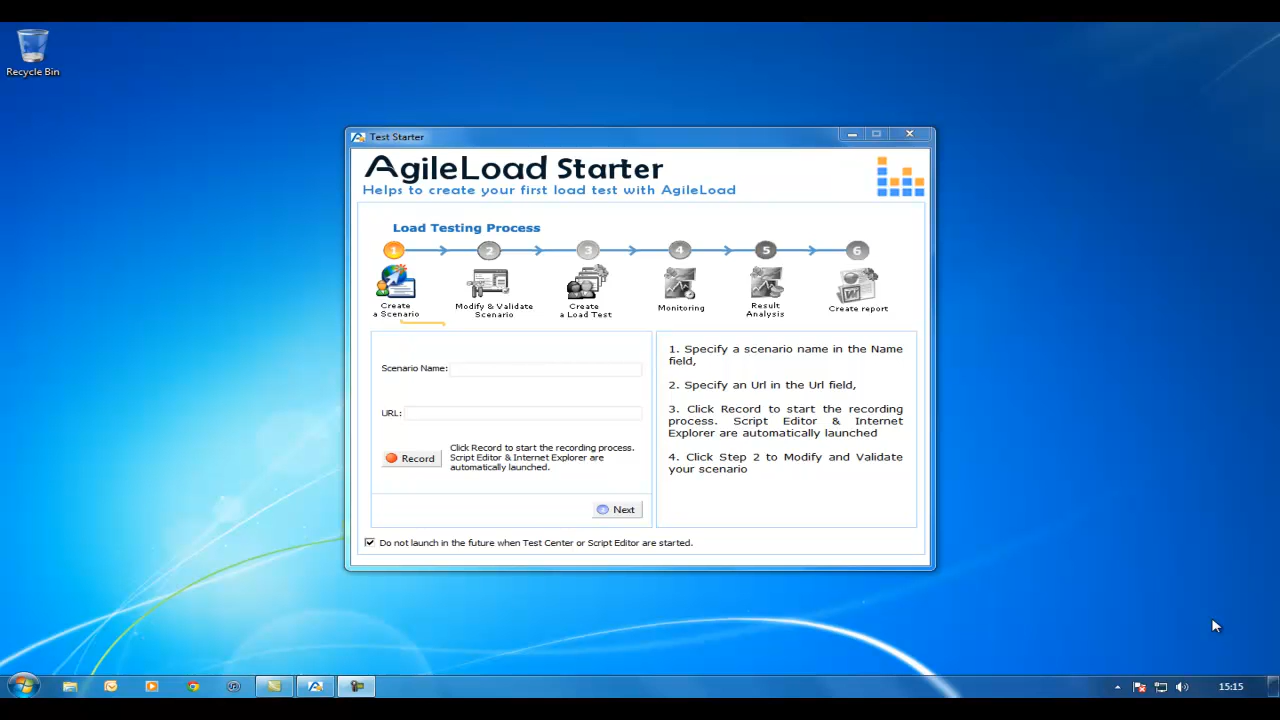 Recycle Bin
Test Starter
AgileLoad Starter
Helps to create your first load test with AgileLoad
Load Testing Process
1 2 3 4 5 6
Create
a Scenario
Modify & Validate
Scenario
Create
a Load Test
Monitoring
Result
Analysis
Create report
Scenario Name:
URL:
Record
Click Record to start the recording process.
Script Editor & Internet Explorer are
automatically launched.
Next
1. Specify a scenario name in the Name
field,
2. Specify an Url in the Url field,
3. Click Record to start the recording
process. Script Editor & Internet
Explorer are automatically launched
4. Click Step 2 to Modify and Validate
your scenario
Do not launch in the future when Test Center or Script Editor are started.
15:15